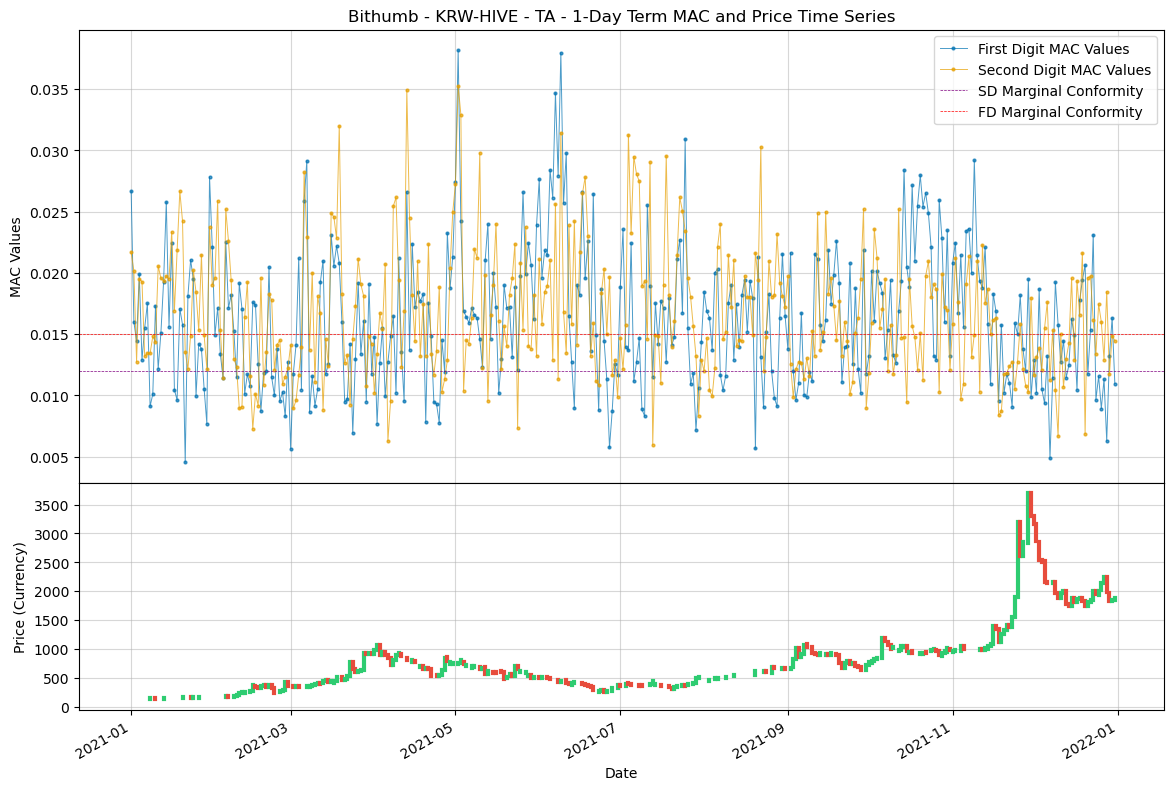 Bithumb - KRW-HIVE - TA - 1-Day Term MAC and Price Time Series
First Digit MAC Values
Second Digit MAC Values
SD Marginal Conformity
FD Marginal Conformity
MAC Values
0.035
0.030
0.025
0.020
0.015
0.010
0.005
Price (Currency)
3500
3000
2500
2000
1500
1000
500
0
2021-01
2021-03
2021-05
2021-07
2021-09
2021-11
2022-01
Date